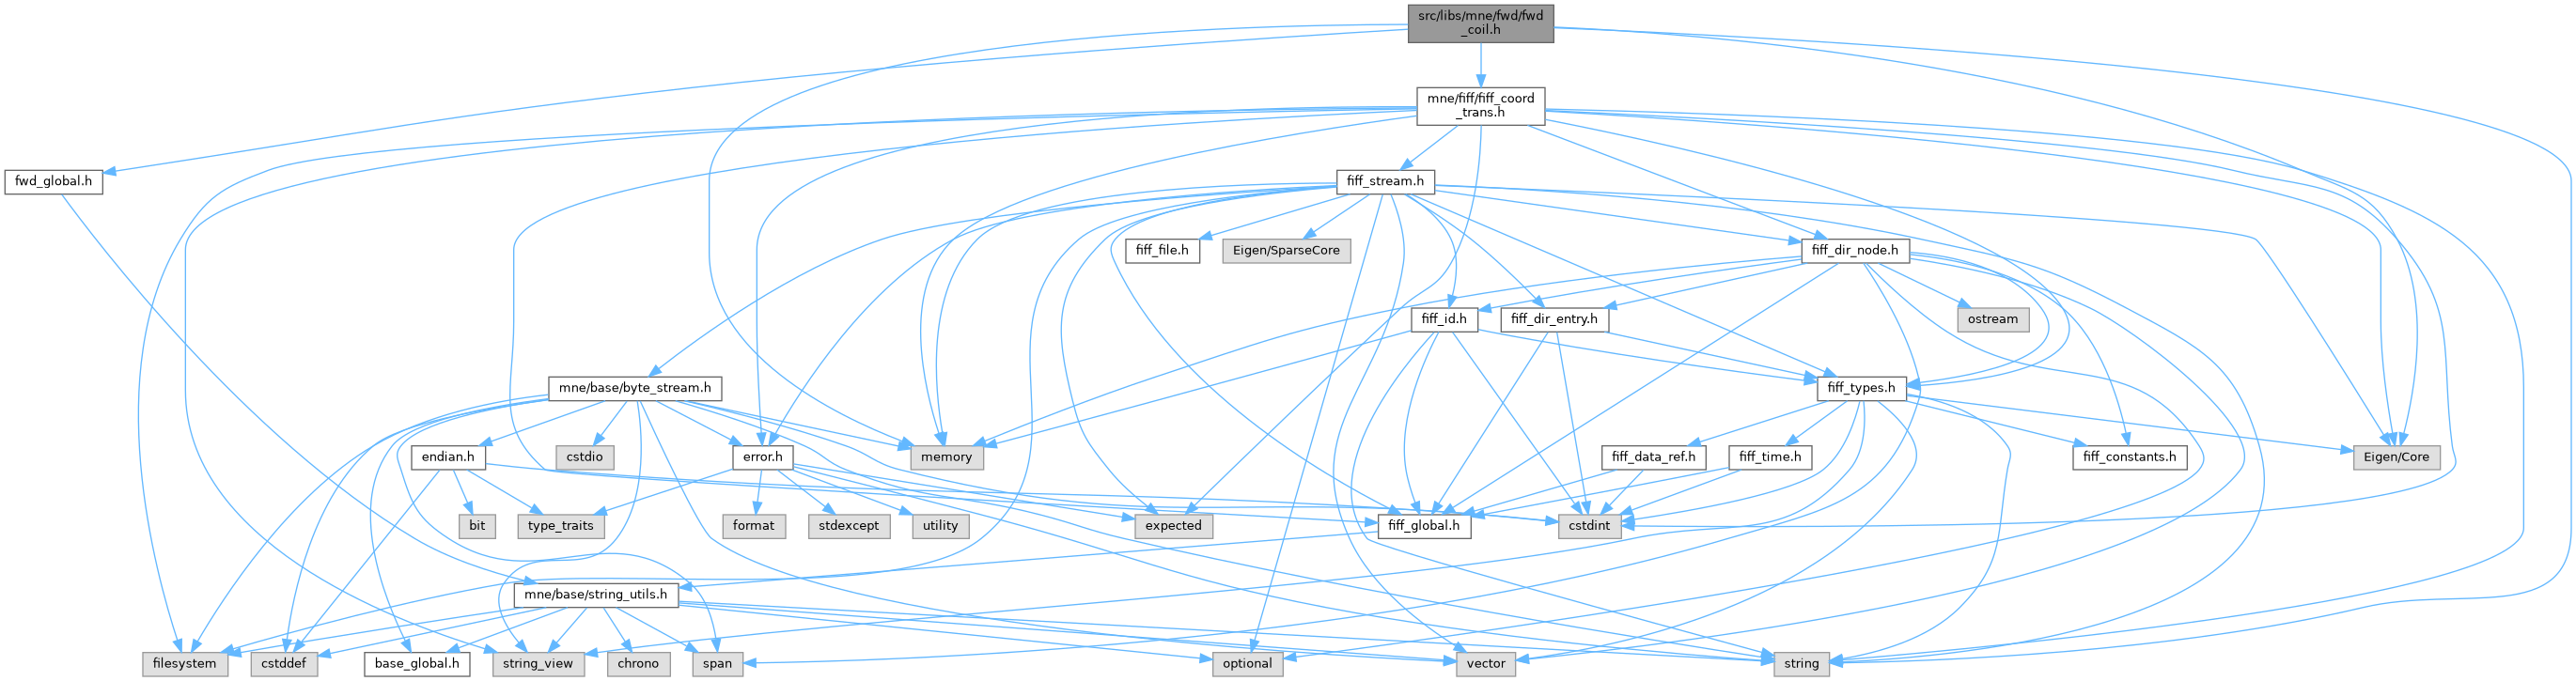 src/libs/mne/fwd/fwd
_coil.h
mne/fiff/fiff_coord
_trans.h
fwd_global.h
fiff_stream.h
fiff_file.h
Eigen/SparseCore
fiff_dir_node.h
fiff_id.h
fiff_dir_entry.h
ostream
mne/base/byte_stream.h
fiff_types.h
endian.h
cstdio
error.h
memory
fiff_data_ref.h
fiff_time.h
fiff_constants.h
Eigen/Core
bit
type_traits
format
stdexcept
utility
expected
fiff_global.h
cstdint
mne/base/string_utils.h
filesystem
cstddef
base_global.h
string_view
chrono
span
optional
vector
string